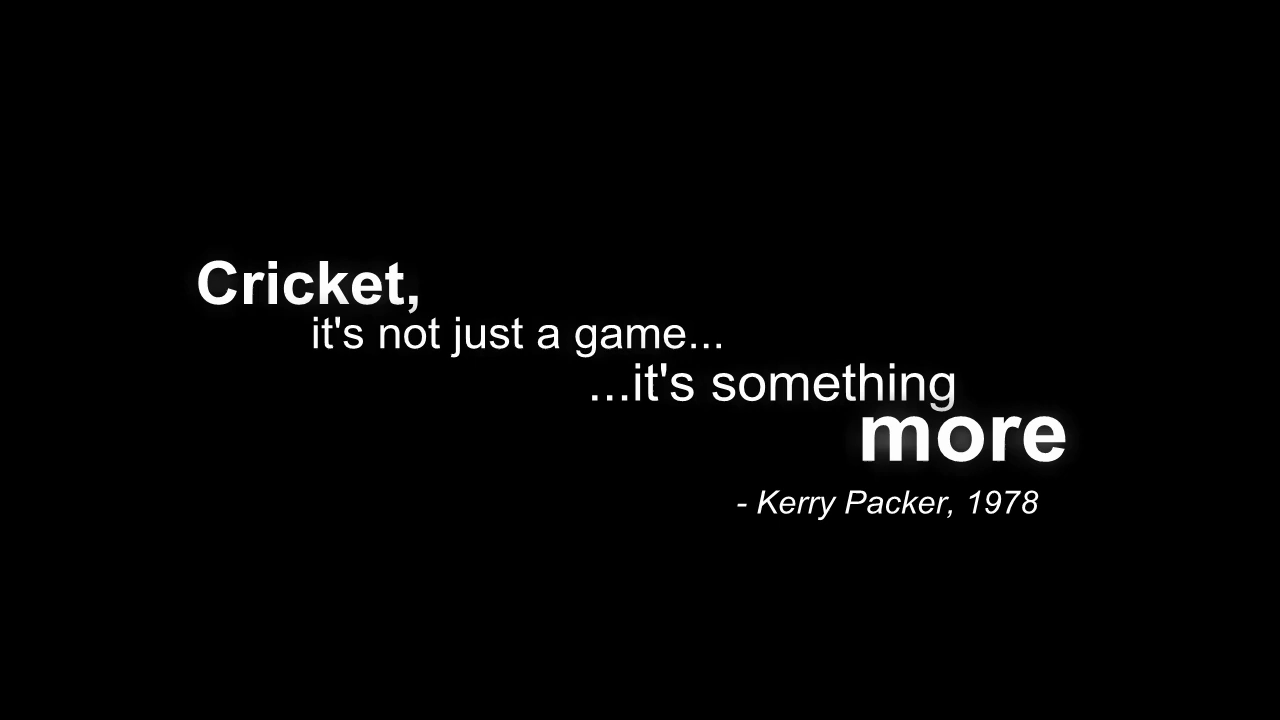 Cricket,
it's not just a game...
...it's something
more
- Kerry Packer, 1978